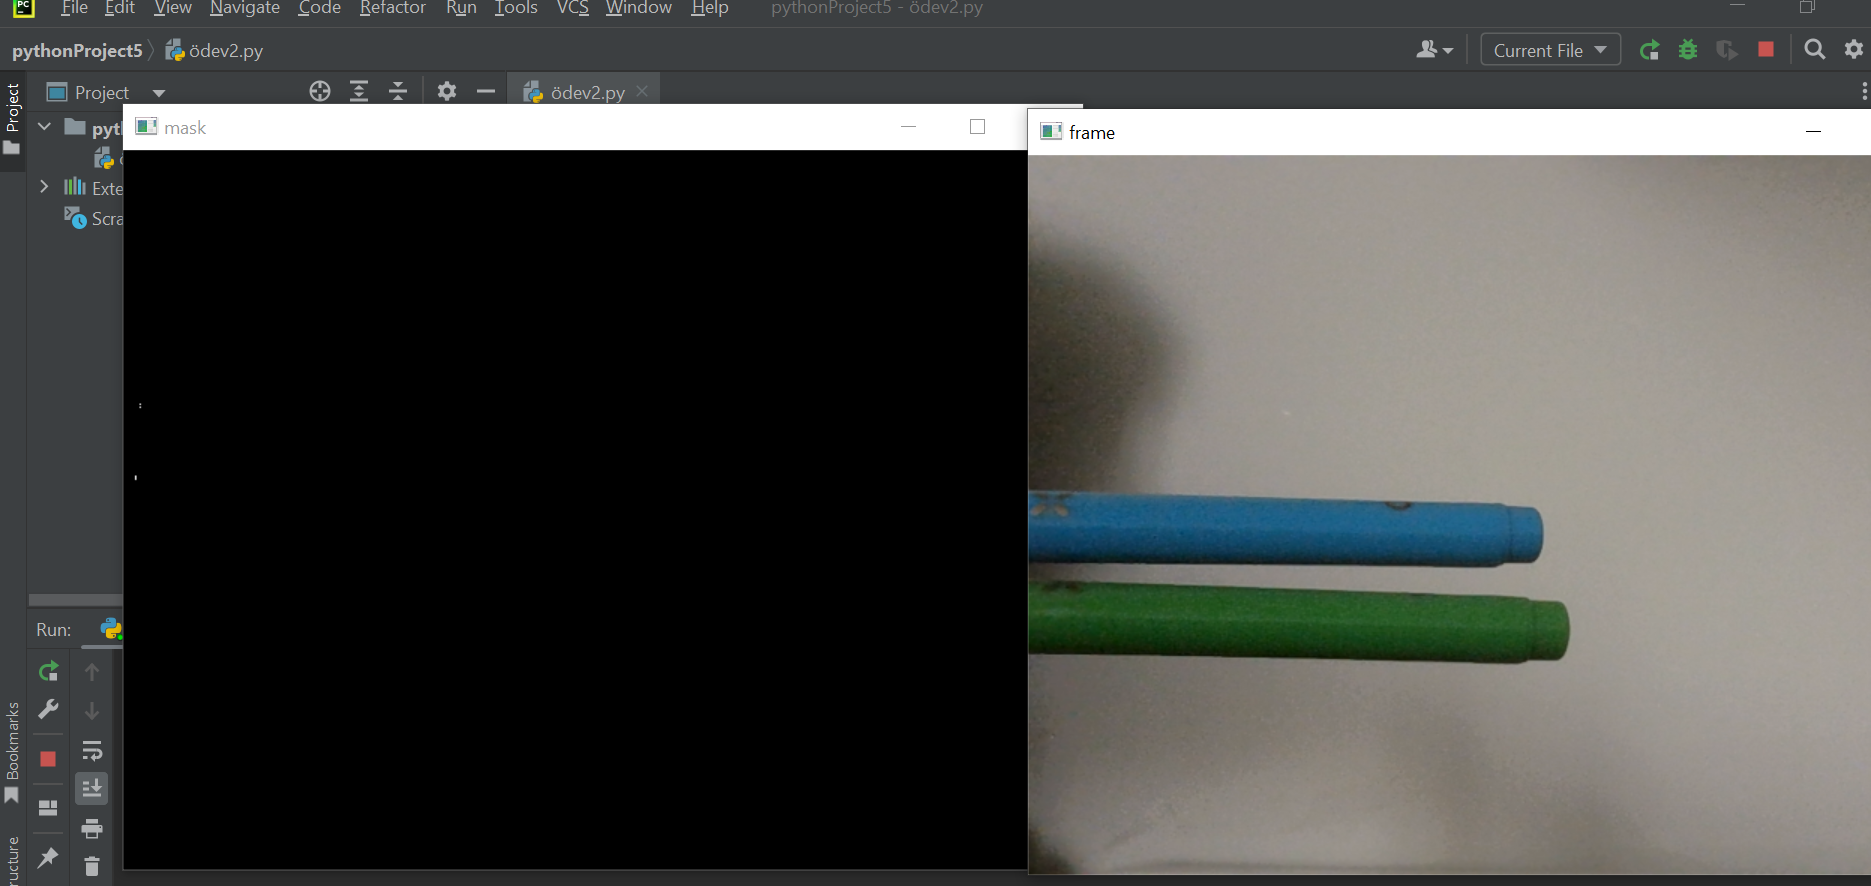 PC File Edit View Navigate Code Refactor Run Tools VCS Window Help pythonProject5 - ödev2.py
pythonProject5 ödev2.py Current File
Project Project ödev2.py
mask
frame
pyt
Exte
Scra
Run:
Bookmarks
ructure